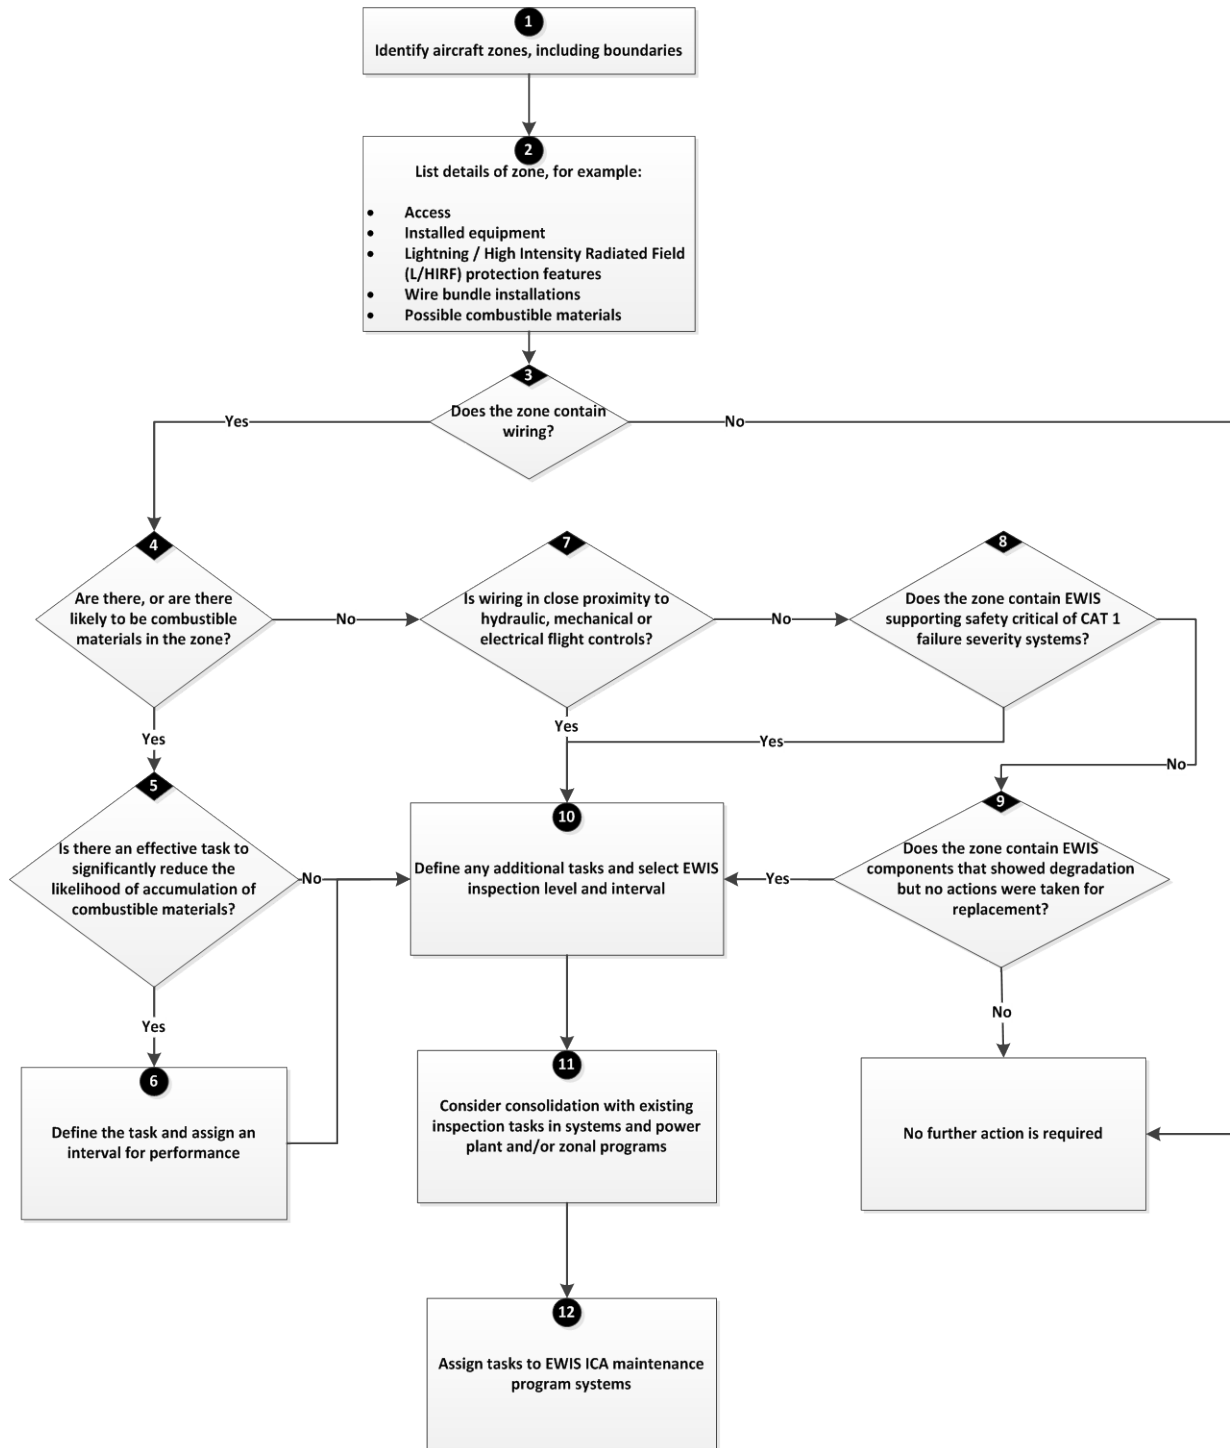 1
Identify aircraft zones, including boundaries
2
List details of zone, for example:
• Access
• Installed equipment
• Lightning / High Intensity Radiated Field
(L/HIRF) protection features
• Wire bundle installations
• Possible combustible materials
3
Does the zone contain
wiring?
Yes
No
4
Are there, or are there
likely to be combustible
materials in the zone?
No
7
Is wiring in close proximity to
hydraulic, mechanical or
electrical flight controls?
No
8
Does the zone contain EWIS
supporting safety critical of CAT 1
failure severity systems?
Yes
Yes
Yes
No
5
Is there an effective task to
significantly reduce the
likelihood of accumulation of
combustible materials?
No
10
Define any additional tasks and select EWIS
inspection level and interval
Yes
9
Does the zone contain EWIS
components that showed degradation
but no actions were taken for
replacement?
Yes
No
6
Define the task and assign an
interval for performance
11
Consider consolidation with existing
inspection tasks in systems and power
plant and/or zonal programs
No further action is required
12
Assign tasks to EWIS ICA maintenance
program systems